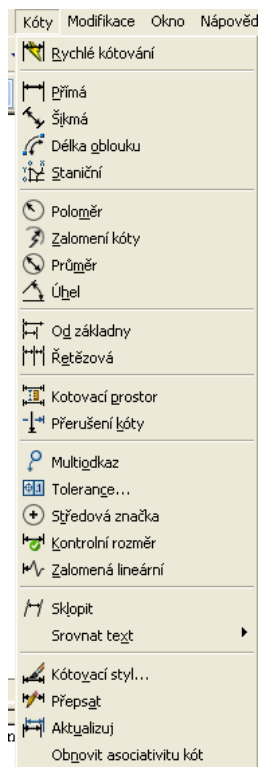 Kóty Modifikace Okno Nápověd
Rychlé kótování
Přímá
Šikmá
Délka oblouku
Staniční
Poloměr
Zalomení kóty
Průměr
Úhel
Od základny
Řetězová
Kotovací prostor
Přerušení kóty
Multiodkaz
Tolerance...
Středová značka
Kontrolní rozměr
Zalomená lineární
Sklopit
Srovnat text
Kótovací styl...
Přepsat
Aktualizuj
Obnovit asociativitu kót